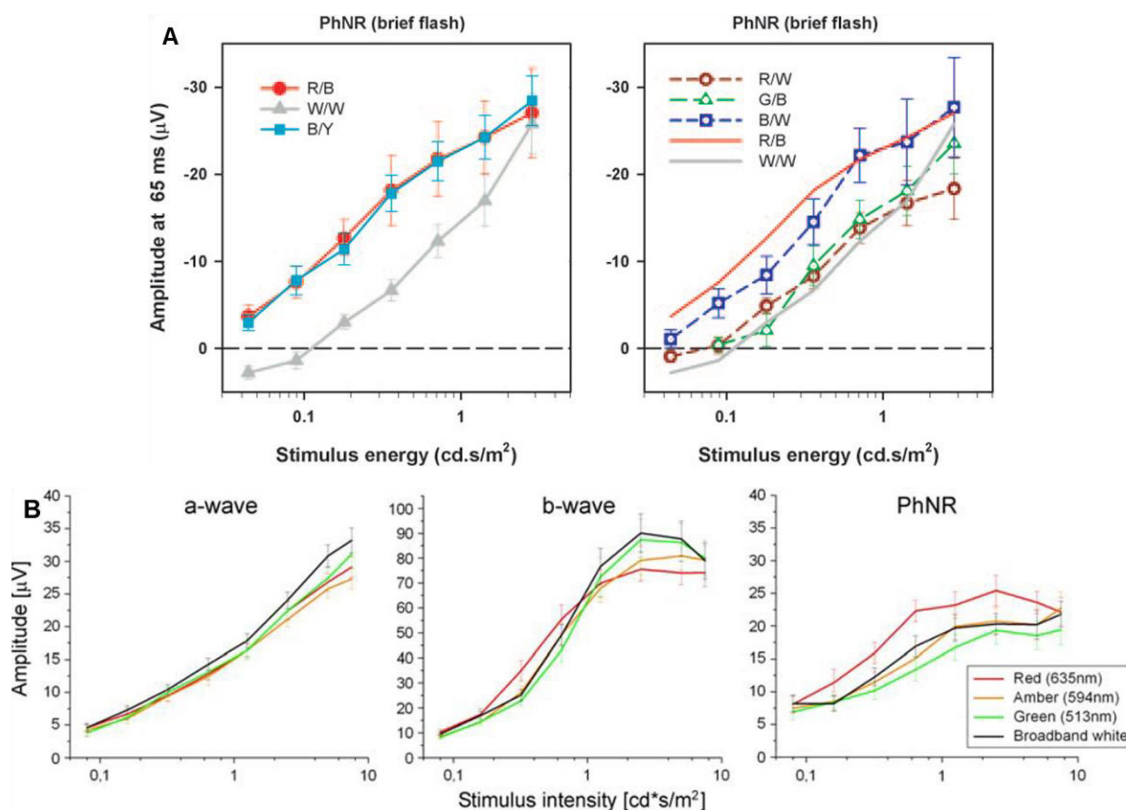 A
PhNR (brief flash)
PhNR (brief flash)
Amplitude at 65 ms (µV)
-30
-20
-10
0
R/B
W/W
B/Y
0.1
1
Stimulus energy (cd.s/m²)
-30
-20
-10
0
R/W
G/B
B/W
R/B
W/W
0.1
1
Stimulus energy (cd.s/m²)
B
a-wave
b-wave
PhNR
Amplitude [µV]
40
35
30
25
20
15
10
5
0
0,1
1
10
100
90
80
70
60
50
40
30
20
10
0
0,1
1
10
40
35
30
25
20
15
10
5
0
Red (635nm)
Amber (594nm)
Green (513nm)
Broadband white
0,1
1
10
Stimulus intensity [cd*s/m²]